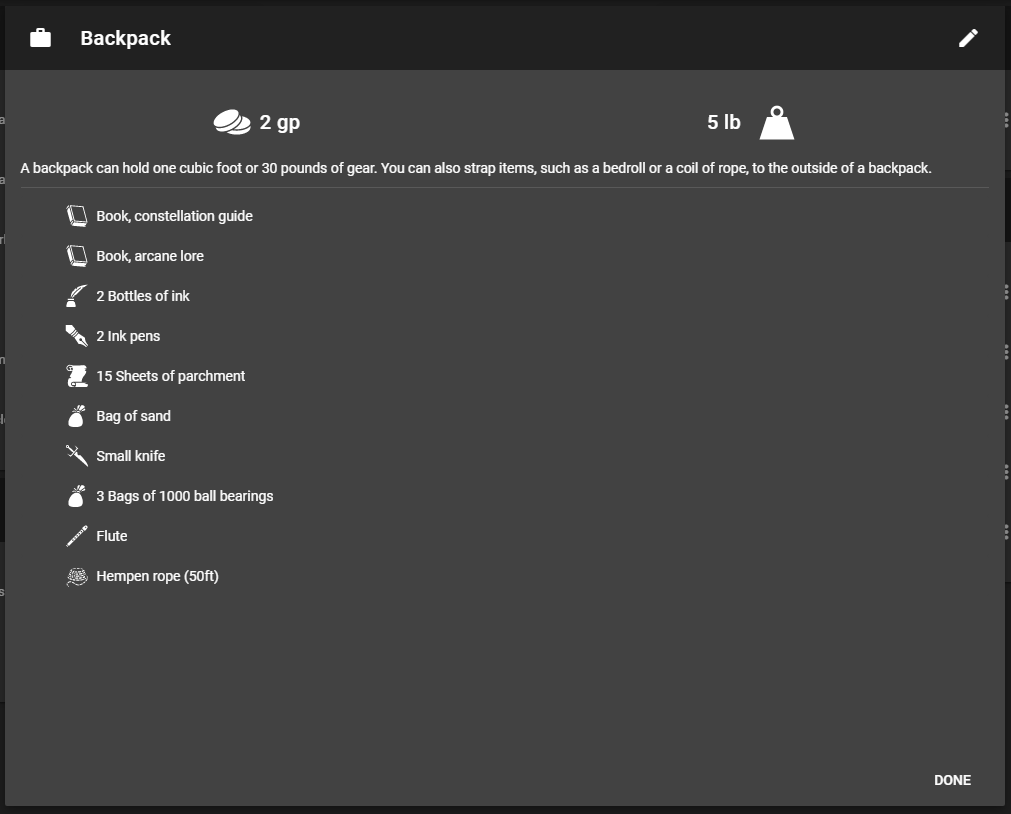 Backpack
2 gp
5 lb
A backpack can hold one cubic foot or 30 pounds of gear. You can also strap items, such as a bedroll or a coil of rope, to the outside of a backpack.
Book, constellation guide
Book, arcane lore
2 Bottles of ink
2 Ink pens
15 Sheets of parchment
Bag of sand
Small knife
3 Bags of 1000 ball bearings
Flute
Hempen rope (50ft)
DONE